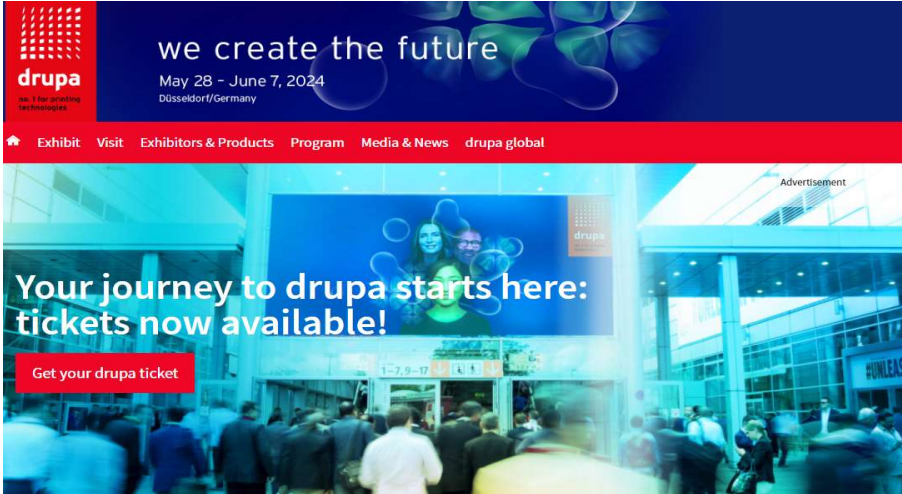 drupa
no. 1 for printing
technologies
we create the future
May 28 – June 7, 2024
Düsseldorf/Germany
Exhibit Visit Exhibitors & Products Program Media & News drupa global
Advertisement
drupa
Your journey to drupa starts here:
tickets now available!
Get your drupa ticket
1-7, 9-17
#UNLEAS